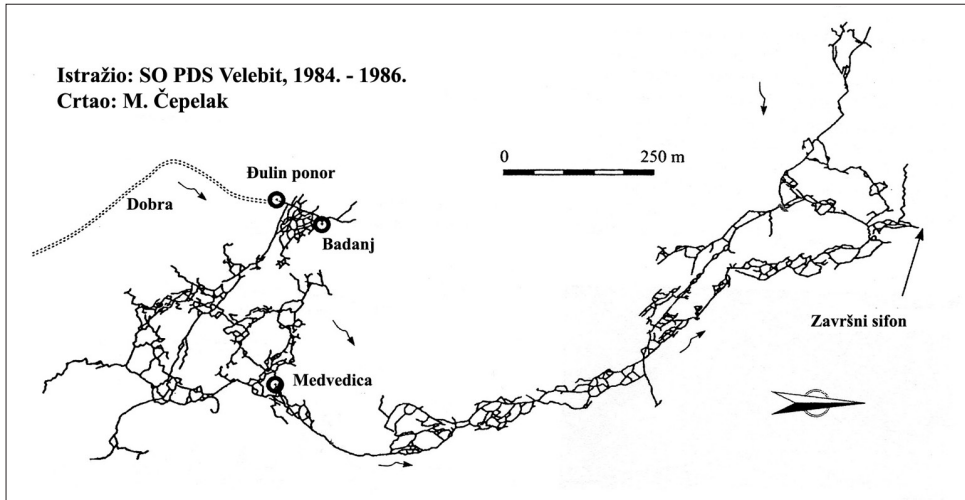 Istražio: SO PDS Velebit, 1984. - 1986.
Crtao: M. Čepelak
0 250 m
Đulin ponor
Dobra
Badanj
Završni sifon
Medvedica